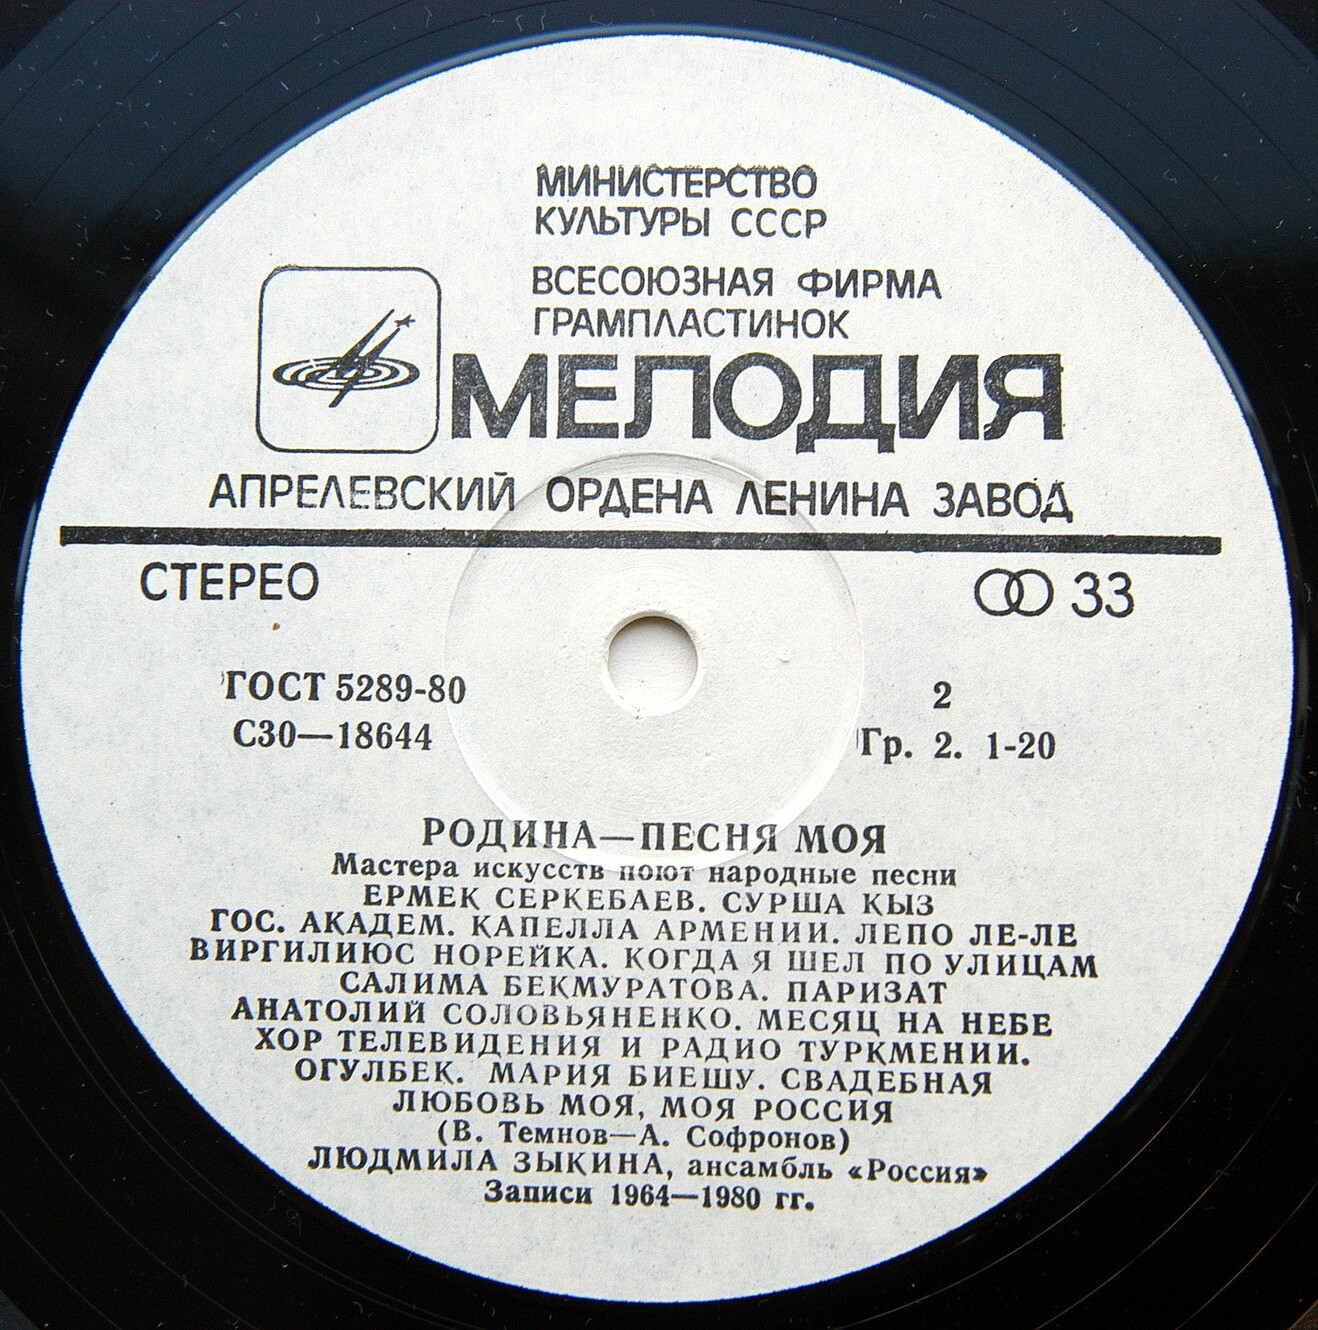 МИНИСТЕРСТВО
КУЛЬТУРЫ СССР
ВСЕСОЮЗНАЯ ФИРМА
ГРАМПЛАСТИНОК
МЕЛОДИЯ
АПРЕЛЕВСКИЙ ОРДЕНА ЛЕНИНА ЗАВОД
СТЕРЕО
33
ГОСТ 5289-80
2
С30—18644
Гр. 2. 1-20
РОДИНА—ПЕСНЯ МОЯ
Мастера искусств поют народные песни
ЕРМЕК СЕРКЕБАЕВ. СУРША КЫЗ
ГОС. АКАДЕМ. КАПЕЛЛА АРМЕНИИ. ЛЕПО ЛЕ-ЛЕ
ВИРГИЛИЮС НОРЕЙКА. КОГДА Я ШЕЛ ПО УЛИЦАМ
САЛИМА БЕКМУРАТОВА. ПАРИЗАТ
АНАТОЛИЙ СОЛОВЬЯНЕНКО. МЕСЯЦ НА НЕБЕ
ХОР ТЕЛЕВИДЕНИЯ И РАДИО ТУРКМЕНИИ.
ОГУЛБЕК. МАРИЯ БИЕШУ. СВАДЕБНАЯ
ЛЮБОВЬ МОЯ, МОЯ РОССИЯ
(В. Темнов—А. Софронов)
ЛЮДМИЛА ЗЫКИНА, ансамбль «Россия»
Записи 1964—1980 гг.